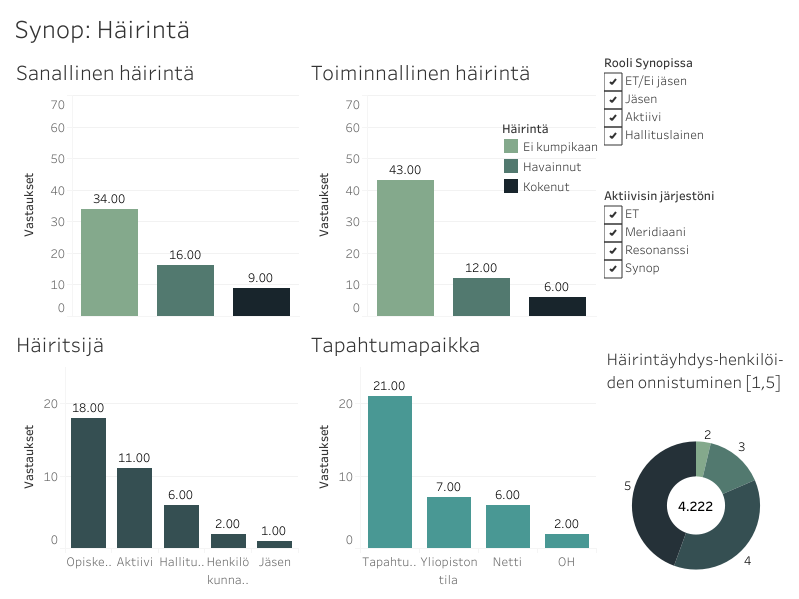 Synop: Häirintä
Sanallinen häirintä
Vastaukset
70
60
50
40
30
20
10
0
34.00
16.00
9.00
Toiminnallinen häirintä
Vastaukset
70
60
50
40
30
20
10
0
43.00
12.00
6.00
Häirintä
Ei kumpikaan
Havainnut
Kokenut
Rooli Synopissa
ET/Ei jäsen
Jäsen
Aktiivi
Hallituslainen
Aktiivisin järjestöni
ET
Meridiaani
Resonanssi
Synop
Häiritsijä
Vastaukset
20
10
0
18.00
11.00
6.00
2.00
1.00
Opiske.. Aktiivi Hallitu.. Henkilö Jäsen
kunna..
Tapahtumapaikka
Vastaukset
20
10
0
21.00
7.00
6.00
2.00
Tapahtu.. Yliopiston Netti OH
tila
Häirintäyhdys-henkilöi-
den onnistuminen [1,5]
2
3
5
4.222
4